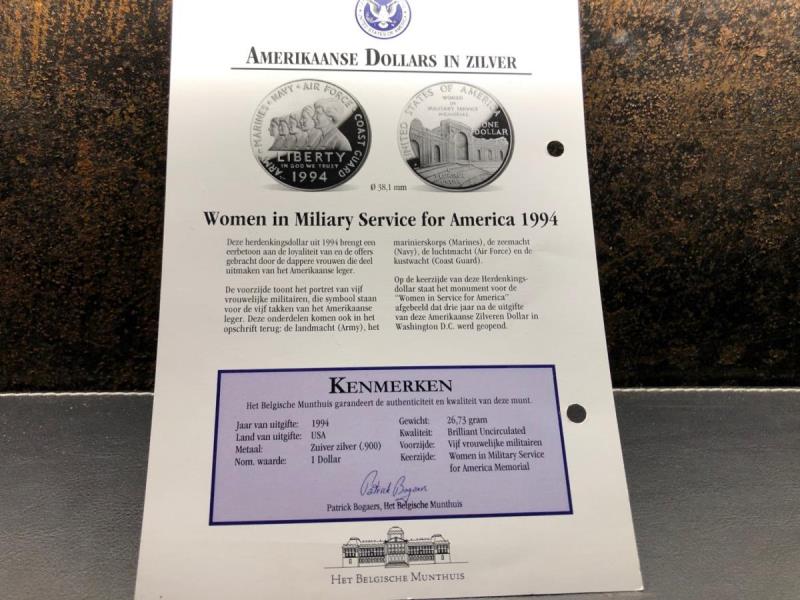 UNITED STATES OF
AMERIKAANSE DOLLARS IN ZILVER
ARMY • MARINES • NAVY • AIR FORCE COAST GUARD
LIBERTY
IN GOD WE TRUST
1994
UNITED STATES OF AMERICA
WOMEN
IN
MILITARY SERVICE
MEMORIAL
ONE
DOLLAR
Ø 38,1 mm
Women in Miliary Service for America 1994
Deze herdenkingsdollar uit 1994 brengt een
eerbetoon aan de loyaliteit van en de offers
gebracht door de dappere vrouwen die deel
uitmaken van het Amerikaanse leger.
De voorzijde toont het portret van vijf
vrouwelijke militairen, die symbool staan
voor de vijf takken van het Amerikaanse
leger. Deze onderdelen komen ook in het
opschrift terug: de landmacht (Army), het
marinierskorps (Marines), de zeemacht
(Navy), de luchtmacht (Air Force) en de
kustwacht (Coast Guard).
Op de keerzijde van deze Herdenkings-
dollar staat het monument voor de
"Women in Service for America"
afgebeeld dat drie jaar na de uitgifte
van deze Amerikaanse Zilveren Dollar in
Washington D.C. werd geopend.
KENMERKEN
Het Belgische Munthuis garandeert de authenticiteit en kwaliteit van deze munt.
Jaar van uitgifte: 1994
Land van uitgifte: USA
Metaal: Zuiver zilver (.900)
Nom. waarde: 1 Dollar
Gewicht: 26,73 gram
Kwaliteit: Brilliant Uncirculated
Voorzijde: Vijf vrouwelijke militairen
Keerzijde: Women in Military Service
for America Memorial
Patrick Bogaers
Patrick Bogaers, Het Belgische Munthuis
HET BELGISCHE MUNTHUIS